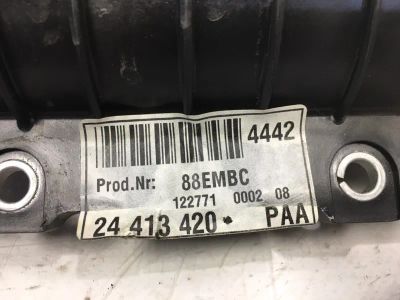 4442
Prod.Nr: 88EMBC
122771 0002 08
24 413 420 PAA